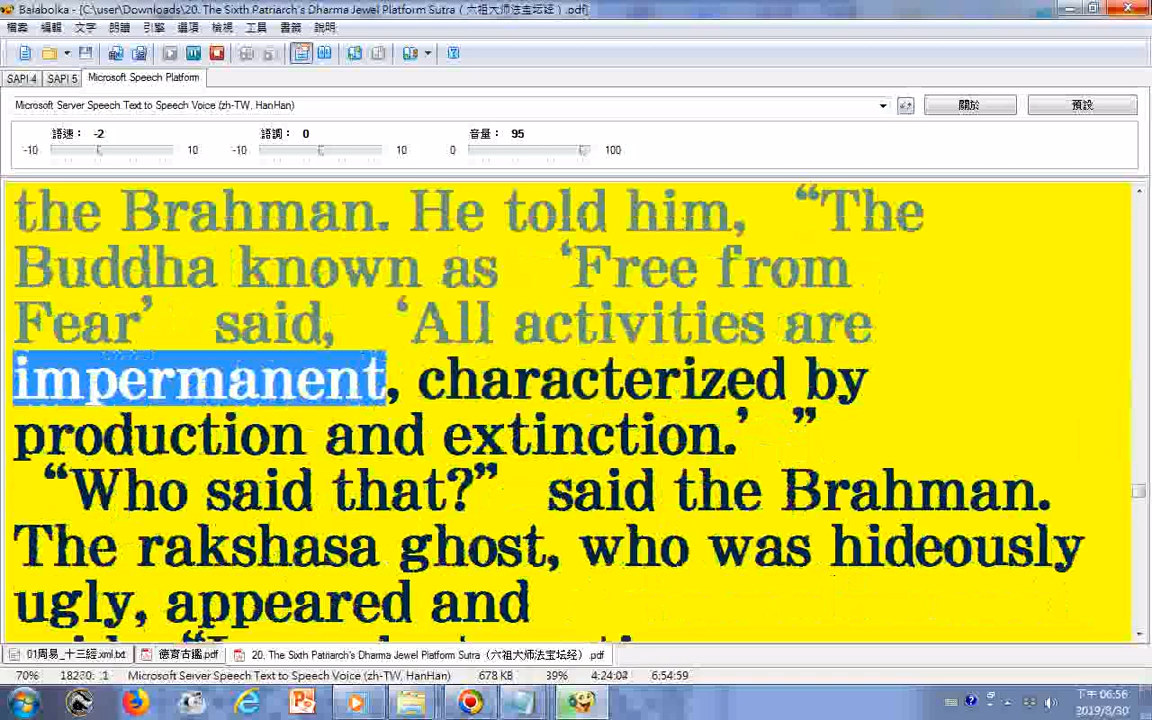 Balabolka - [C:\user\Downloads\20. The Sixth Patriarch's Dharma Jewel Platform Sutra（六祖大师法宝坛经）.pdf]
檔案 編輯 文字 朗讀 引擎 選項 檢視 工具 書籤 說明
SAPI 4 SAPI 5 Microsoft Speech Platform
Microsoft Server Speech Text to Speech Voice (zh-TW, HanHan) 關於 預設
語速： -2 語調： 0 音量： 95
-10 10 -10 10 0 100
the Brahman. He told him, “The
Buddha known as ‘Free from
Fear’ said, ‘All activities are
impermanent, characterized by
production and extinction.’ ”
“Who said that?” said the Brahman.
The rakshasa ghost, who was hideously
ugly, appeared and
01周易_十三經.xml.txt 德育古鑑.pdf 20. The Sixth Patriarch's Dharma Jewel Platform Sutra（六祖大师法宝坛经）.pdf
70% Microsoft Server Speech Text to Speech Voice (zh-TW, HanHan) 678 KB 39% 4:24:02 6:54:59
下午 06:56
2019/8/30